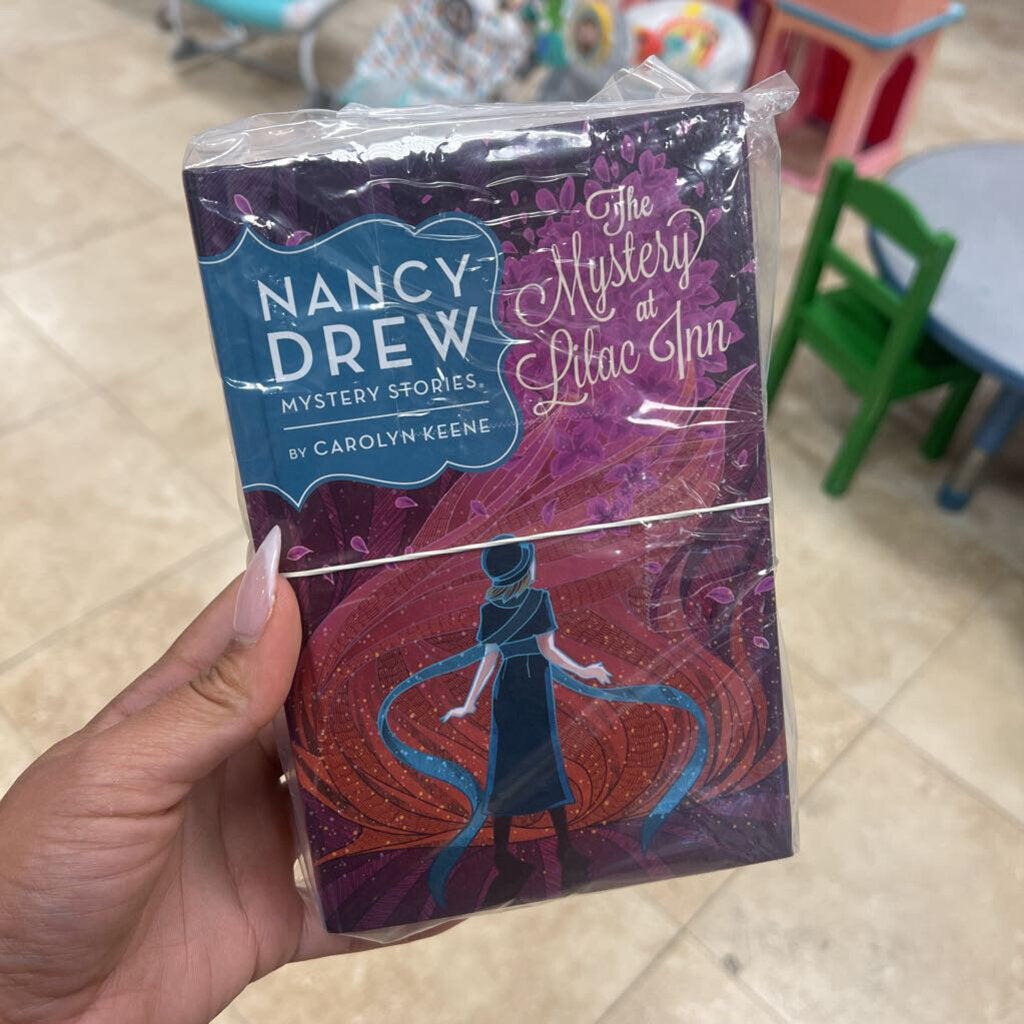 NANCY
DREW
MYSTERY STORIES®
BY CAROLYN KEENE
The
Mystery
at
Lilac Inn